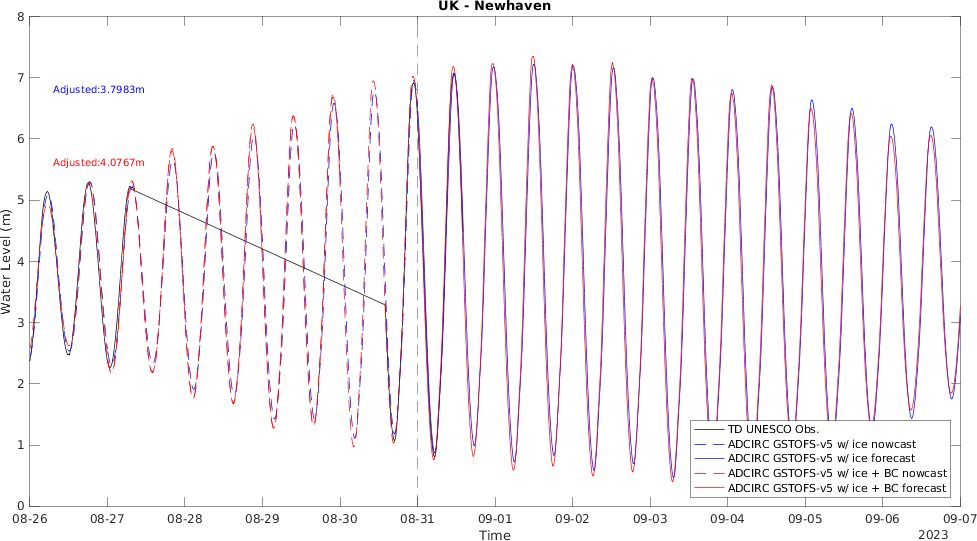 UK - Newhaven
8
7
6
5
4
3
2
1
0
Water Level (m)
Adjusted:3.7983m
Adjusted:4.0767m
TD UNESCO Obs.
ADCIRC GSTOFS-v5 w/ ice nowcast
ADCIRC GSTOFS-v5 w/ ice forecast
ADCIRC GSTOFS-v5 w/ ice + BC nowcast
ADCIRC GSTOFS-v5 w/ ice + BC forecast
08-26 08-27 08-28 08-29 08-30 08-31 09-01 09-02 09-03 09-04 09-05 09-06 09-07
Time
2023